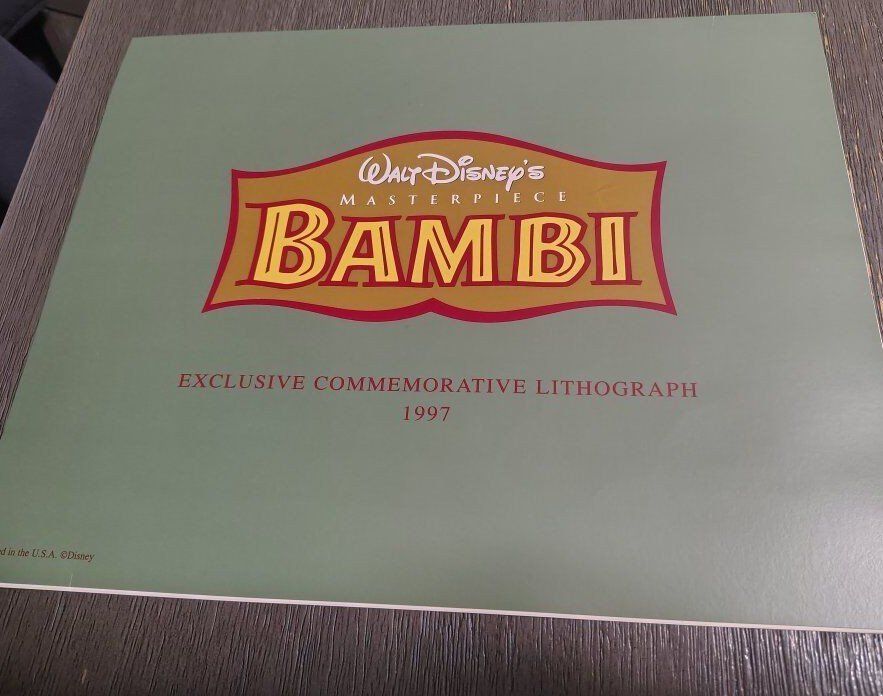 WALT DISNEY'S
MASTERPIECE
BAMBI
EXCLUSIVE COMMEMORATIVE LITHOGRAPH
1997
in the U.S.A. ©Disney